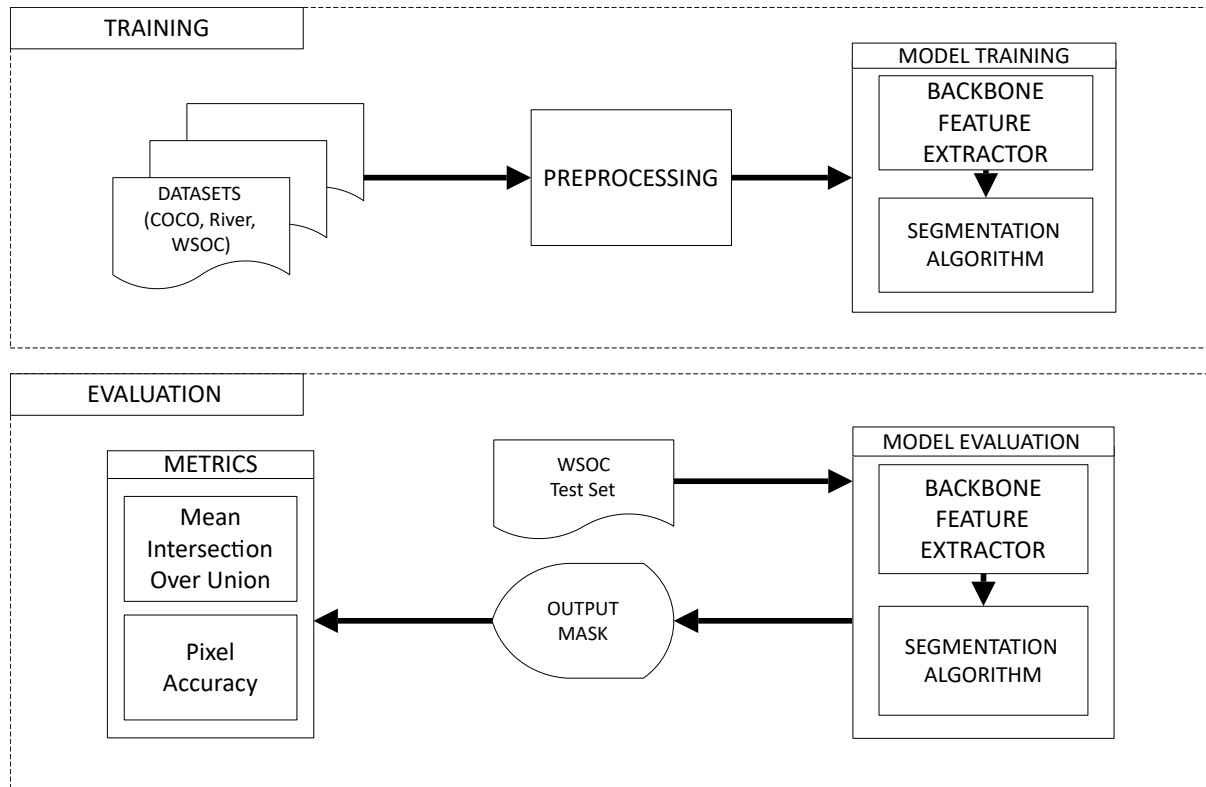 TRAINING
DATASETS
(COCO, River,
WSOC)
PREPROCESSING
MODEL TRAINING
BACKBONE
FEATURE
EXTRACTOR
SEGMENTATION
ALGORITHM
EVALUATION
METRICS
Mean
Intersection
Over Union
Pixel
Accuracy
WSOC
Test Set
OUTPUT
MASK
MODEL EVALUATION
BACKBONE
FEATURE
EXTRACTOR
SEGMENTATION
ALGORITHM